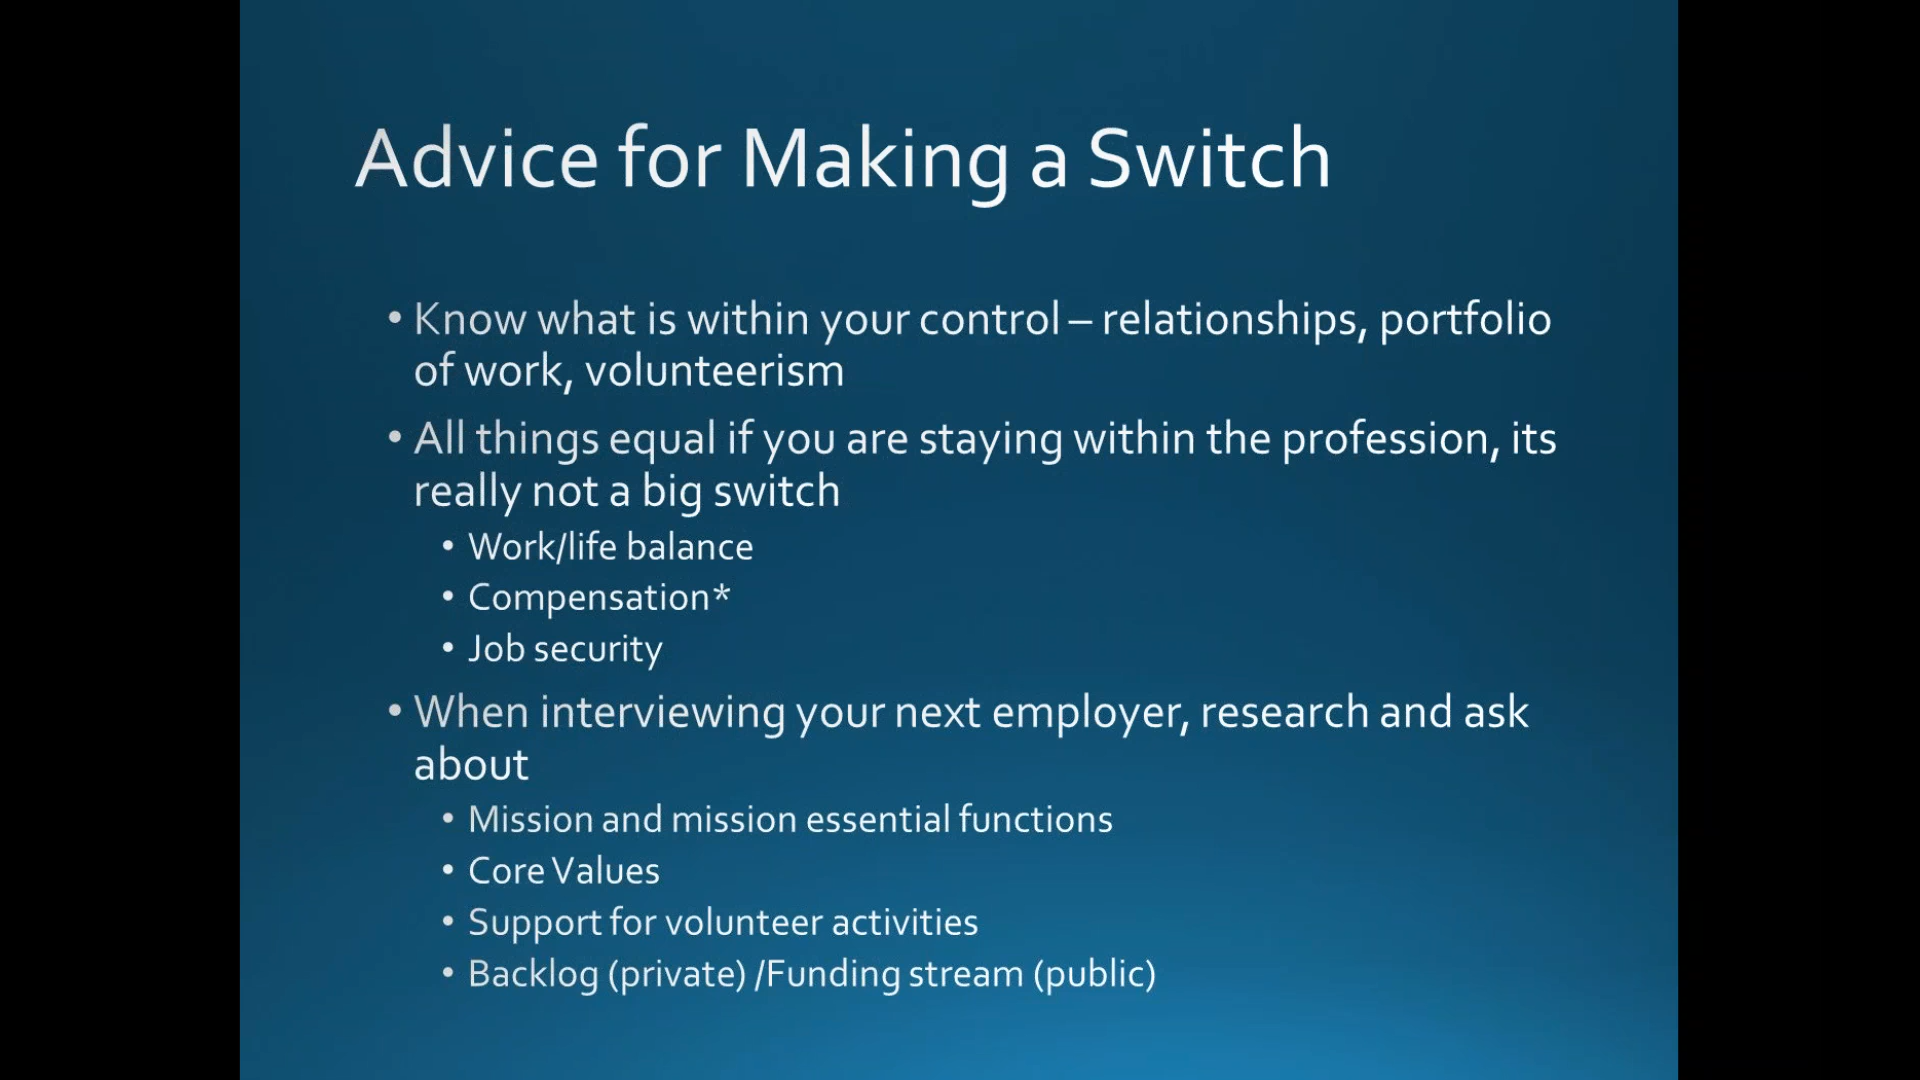 Advice for Making a Switch
• Know what is within your control – relationships, portfolio
of work, volunteerism
• All things equal if you are staying within the profession, its
really not a big switch
• Work/life balance
• Compensation*
• Job security
• When interviewing your next employer, research and ask
about
• Mission and mission essential functions
• Core Values
• Support for volunteer activities
• Backlog (private) /Funding stream (public)